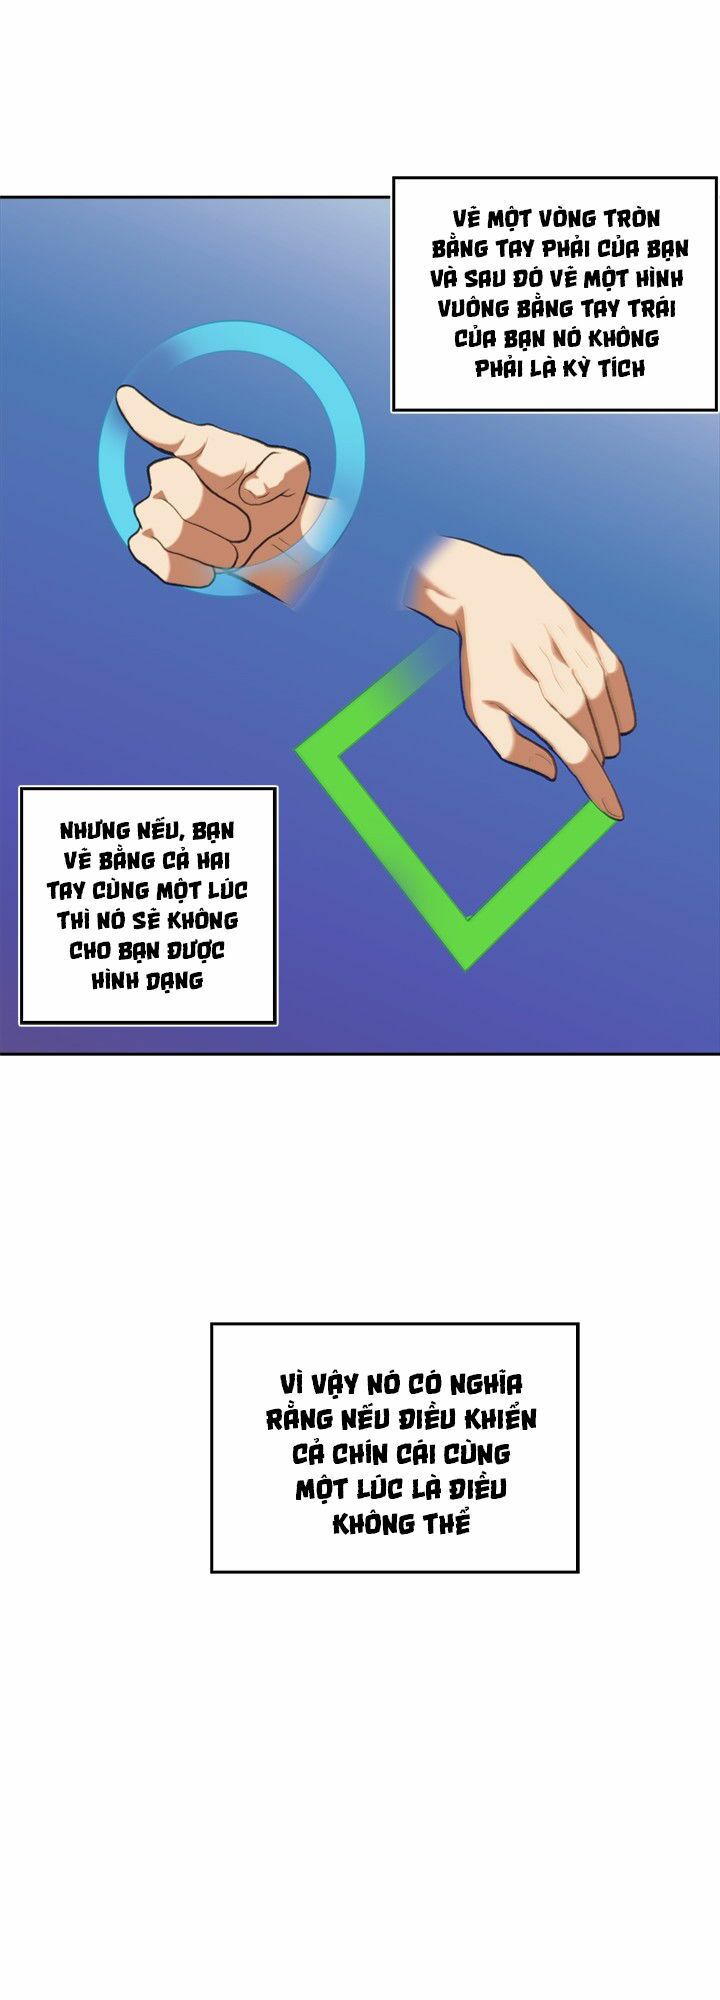 VẼ MỘT VÒNG TRÒN
BẰNG TAY PHẢI CỦA BẠN
VÀ SAU ĐÓ VẼ MỘT HÌNH
VUÔNG BẰNG TAY TRÁI
CỦA BẠN NÓ KHÔNG
PHẢI LÀ KỲ TÍCH
NHƯNG NẾU, BẠN
VẼ BẰNG CẢ HAI
TAY CÙNG MỘT LÚC
THÌ NÓ SẼ KHÔNG
CHO BẠN ĐƯỢC
HÌNH DẠNG
VÌ VẬY NÓ CÓ NGHĨA
RẰNG NẾU ĐIỀU KHIỂN
CẢ CHÍN CÁI CÙNG
MỘT LÚC LÀ ĐIỀU
KHÔNG THỂ